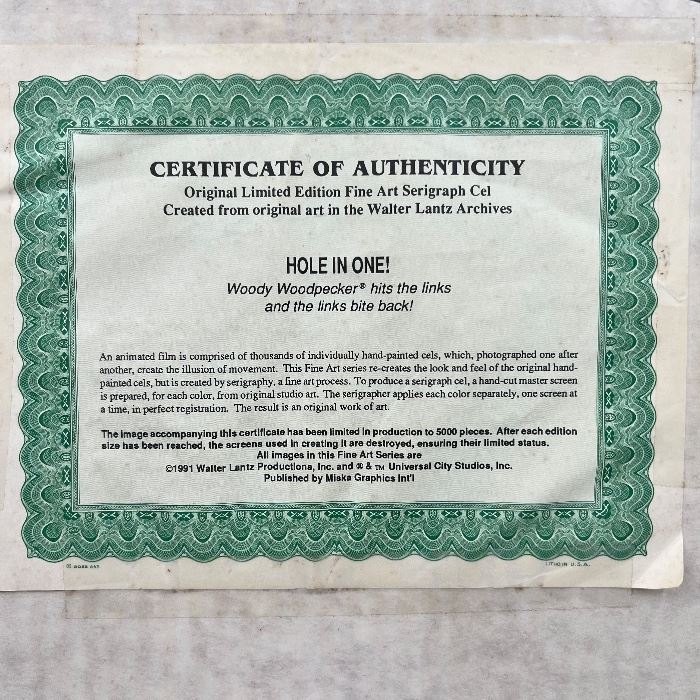 CERTIFICATE OF AUTHENTICITY
Original Limited Edition Fine Art Serigraph Cel
Created from original art in the Walter Lantz Archives
HOLE IN ONE!
Woody Woodpecker® hits the links
and the links bite back!
An animated film is comprised of thousands of individually hand-painted cels, which, photographed one after
another, create the illusion of movement. This Fine Art series re-creates the look and feel of the original hand-
painted cels, but is created by serigraphy, a fine art process. To produce a serigraph cel, a hand-cut master screen
is prepared, for each color, from original studio art. The serigrapher applies each color separately, one screen at
a time, in perfect registration. The result is an original work of art.
The image accompanying this certificate has been limited in production to 5000 pieces. After each edition
size has been reached, the screens used in creating it are destroyed, ensuring their limited status.
All images in this Fine Art Series are
©1991 Walter Lantz Productions, Inc. and ® & ™ Universal City Studios, Inc.
Published by Miska Graphics Int'l
LITHO IN U.S.A.